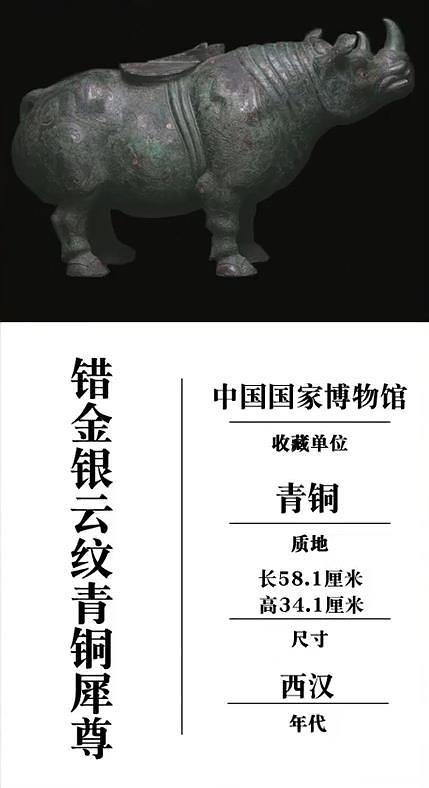 错金银云纹青铜犀尊
中国国家博物馆
收藏单位
青铜
质地
长58.1厘米
高34.1厘米
尺寸
西汉
年代